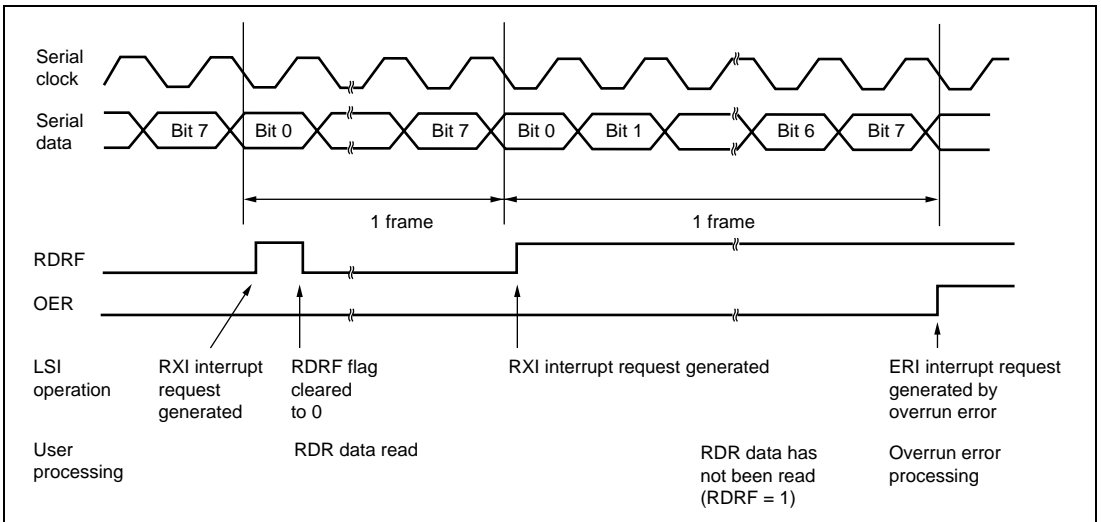 Serial
clock
Serial
data
Bit 7
Bit 0
Bit 7
Bit 0
Bit 1
Bit 6
Bit 7
1 frame
1 frame
RDRF
OER
LSI
operation
RXI interrupt
request
generated
RDRF flag
cleared
to 0
RXI interrupt request generated
ERI interrupt request
generated by
overrun error
User
processing
RDR data read
RDR data has
not been read
(RDRF = 1)
Overrun error
processing